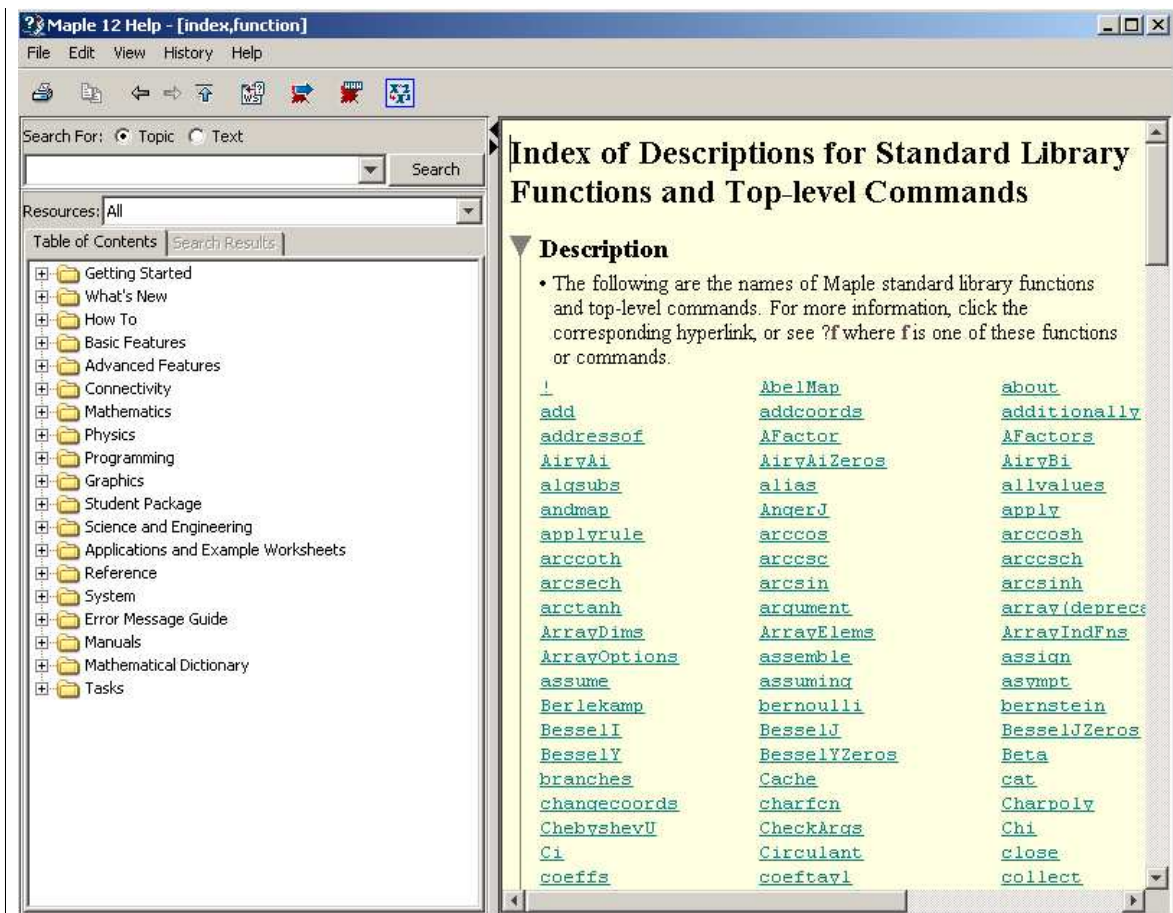 Maple 12 Help - [index,function]
File Edit View History Help
Search For: Topic Text
Search
Resources: All
Table of Contents Search Results
Getting Started
What's New
How To
Basic Features
Advanced Features
Connectivity
Mathematics
Physics
Programming
Graphics
Student Package
Science and Engineering
Applications and Example Worksheets
Reference
System
Error Message Guide
Manuals
Mathematical Dictionary
Tasks
Index of Descriptions for Standard Library
Functions and Top-level Commands
Description
• The following are the names of Maple standard library functions
and top-level commands. For more information, click the
corresponding hyperlink, or see ?f where f is one of these functions
or commands.
! AbelMap about
add addcoords additionally
addressof AFactor AFactors
AiryAi AiryAiZeros AiryBi
algsubs alias allvalues
andmap AngerJ apply
applyrule arccos arccosh
arccoth arccsc arccsch
arcsech arcsin arcsinh
arctanh argument array(depreca
ArrayDims ArrayElems ArrayIndFns
ArrayOptions assemble assign
assume assuming asympt
Berlekamp bernoulli bernstein
BesselI BesselJ BesselJZeros
BesselY BesselYZeros Beta
branches Cache cat
changecoords charfcn Charpoly
ChebyshevU CheckArgs Chi
Ci Circulant close
coeffs coeftayl collect